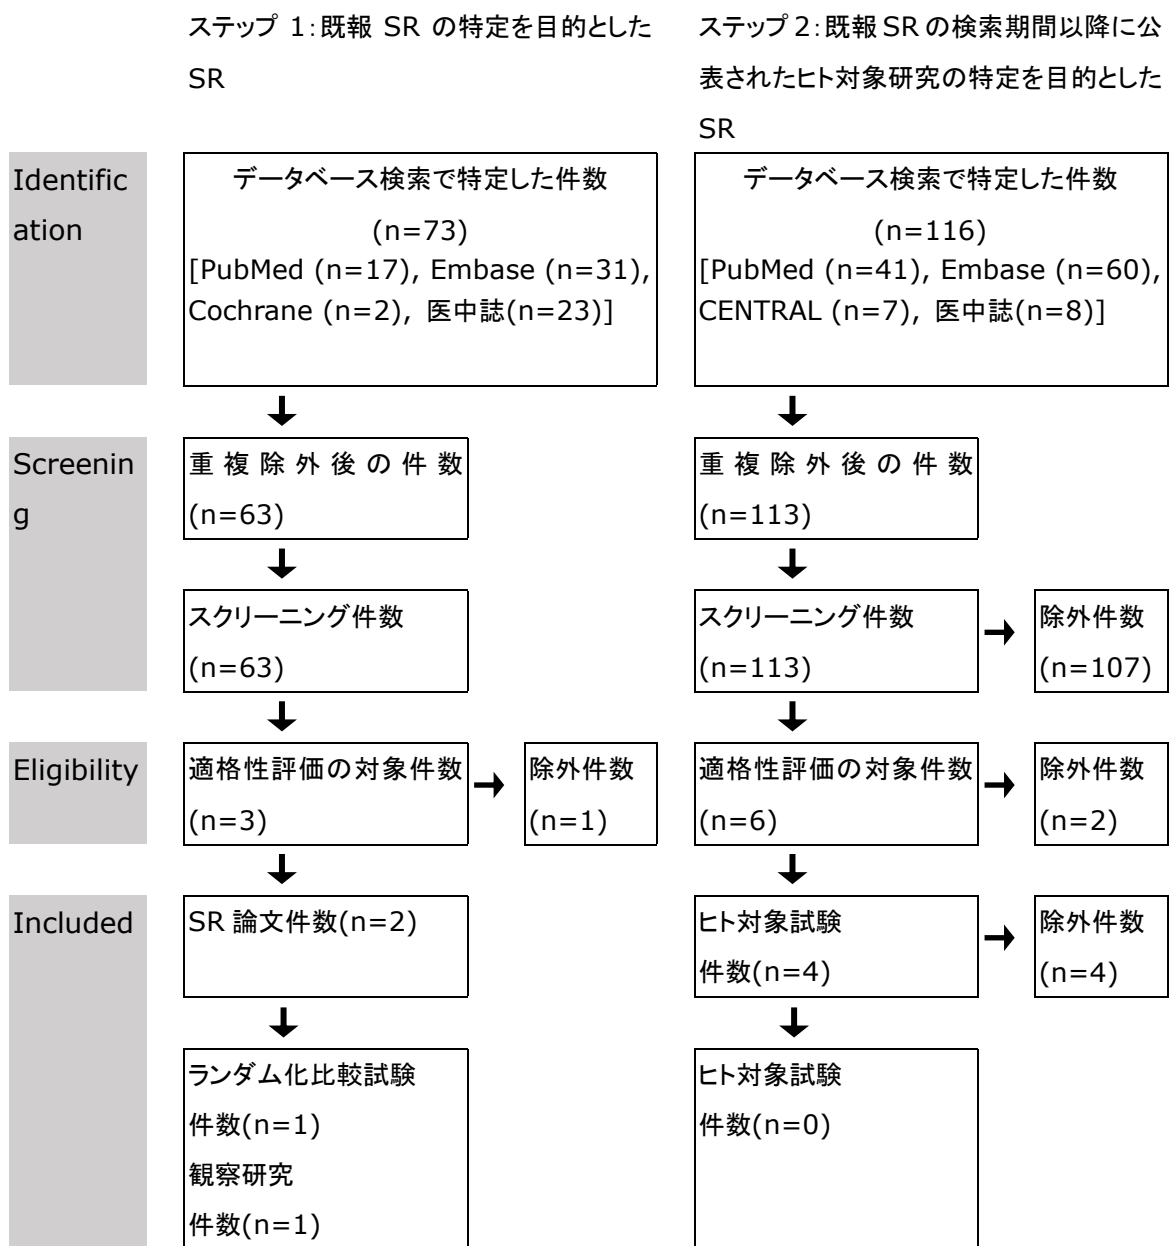 ステップ 1：既報 SR の特定を目的とした
SR
ステップ 2：既報 SR の検索期間以降に公
表されたヒト対象研究の特定を目的とした
SR
Identific
ation
データベース検索で特定した件数
(n=73)
[PubMed (n=17), Embase (n=31),
Cochrane (n=2), 医中誌(n=23)]
データベース検索で特定した件数
(n=116)
[PubMed (n=41), Embase (n=60),
CENTRAL (n=7), 医中誌(n=8)]
Screenin
g
重複除外後の件数
(n=63)
重複除外後の件数
(n=113)
スクリーニング件数
(n=63)
スクリーニング件数
(n=113)
除外件数
(n=107)
Eligibility
適格性評価の対象件数
(n=3)
除外件数
(n=1)
適格性評価の対象件数
(n=6)
除外件数
(n=2)
Included
SR 論文件数(n=2)
ヒト対象試験
件数(n=4)
除外件数
(n=4)
ランダム化比較試験
件数(n=1)
観察研究
件数(n=1)
ヒト対象試験
件数(n=0)